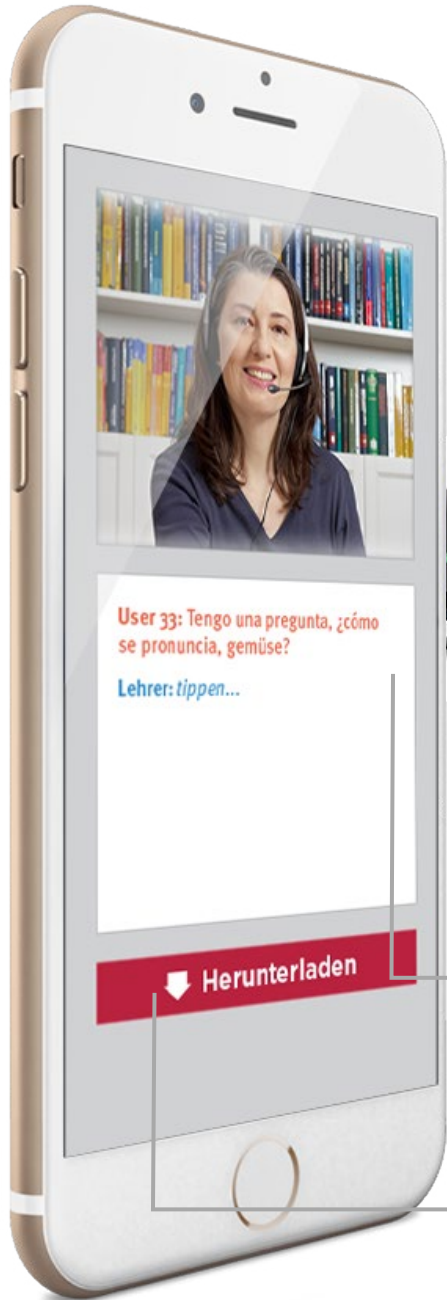 User 33: Tengo una pregunta, ¿cómo
se pronuncia, gemüse?
Lehrer: tippen...
Herunterladen